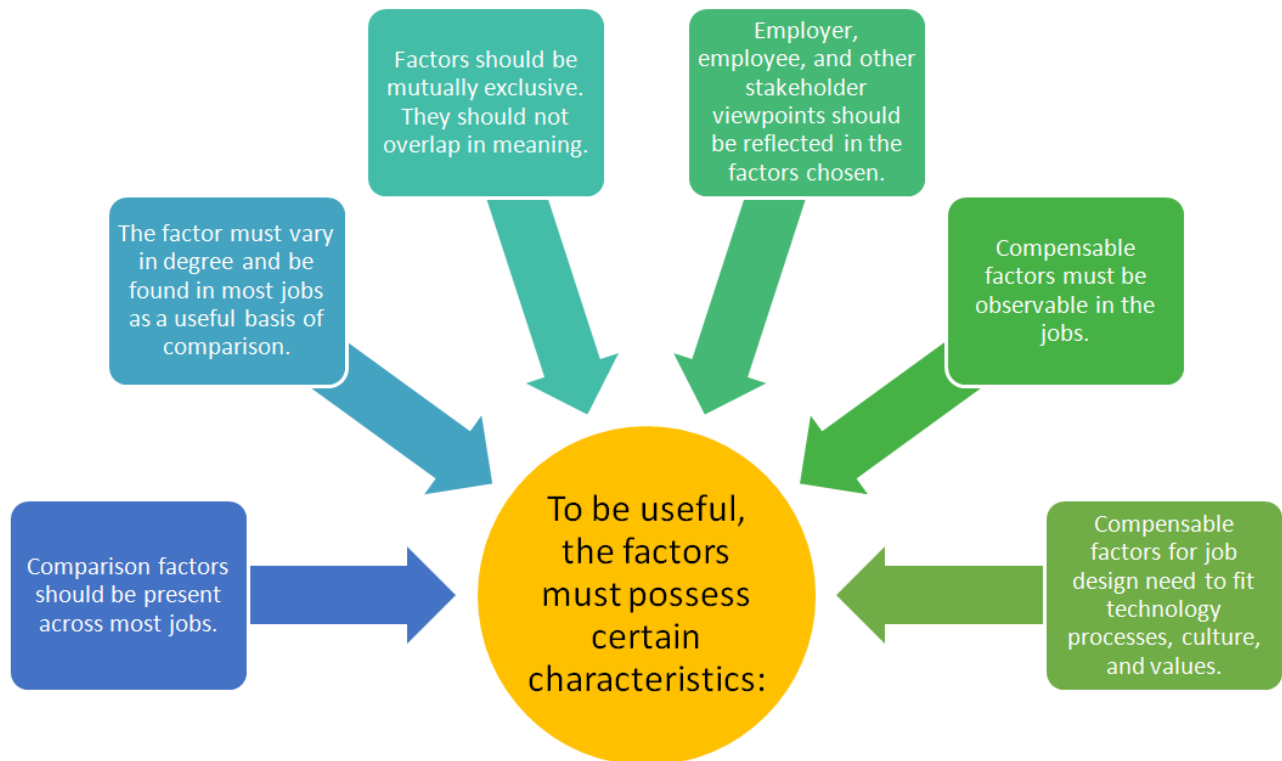 Comparison factors
should be present
across most jobs.
The factor must vary
in degree and be
found in most jobs
as a useful basis of
comparison.
Factors should be
mutually exclusive.
They should not
overlap in meaning.
Employer,
employee, and other
stakeholder
viewpoints should
be reflected in the
factors chosen.
Compensable
factors must be
observable in the
jobs.
Compensable
factors for job
design need to fit
technology
processes, culture,
and values.
To be useful,
the factors
must possess
certain
characteristics: